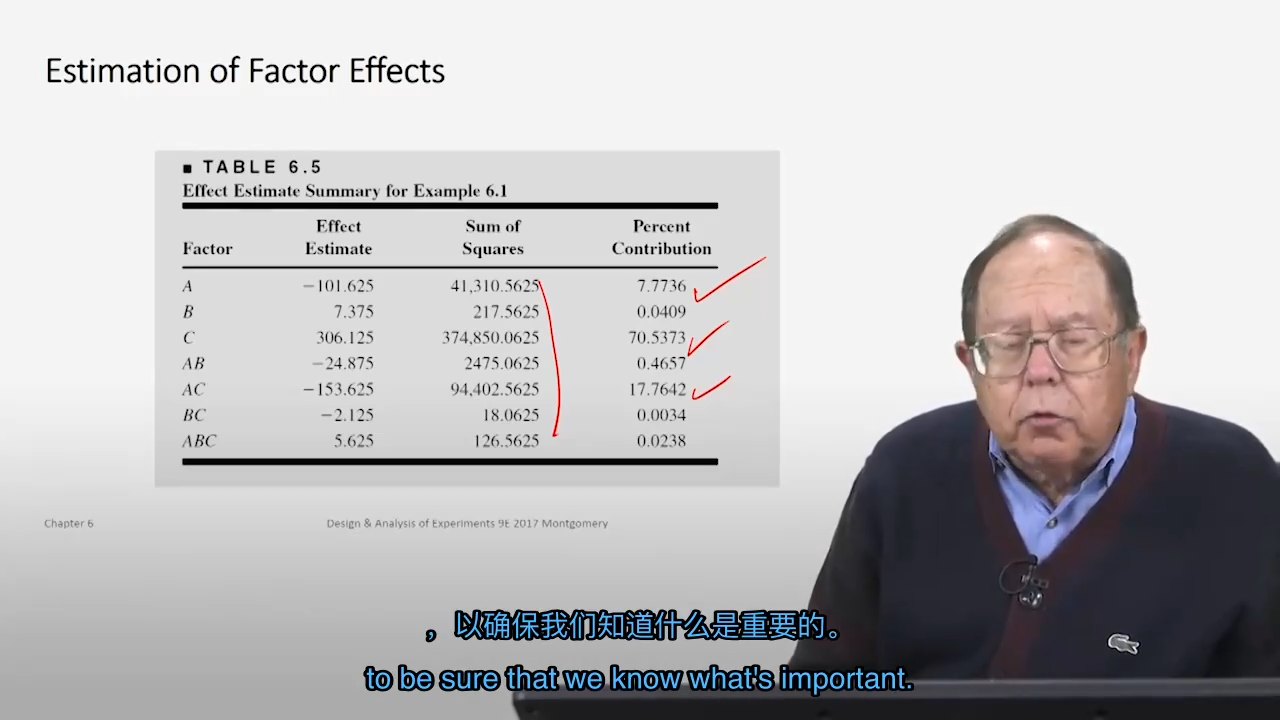 Estimation of Factor Effects
■ TABLE 6.5
Effect Estimate Summary for Example 6.1
Factor Effect Estimate Sum of Squares Percent Contribution
A −101.625 41,310.5625 7.7736
B 7.375 217.5625 0.0409
C 306.125 374,850.0625 70.5373
AB −24.875 2475.0625 0.4657
AC −153.625 94,402.5625 17.7642
BC −2.125 18.0625 0.0034
ABC 5.625 126.5625 0.0238
Chapter 6
Design & Analysis of Experiments 9E 2017 Montgomery
，以确保我们知道什么是重要的。
to be sure that we know what's important.